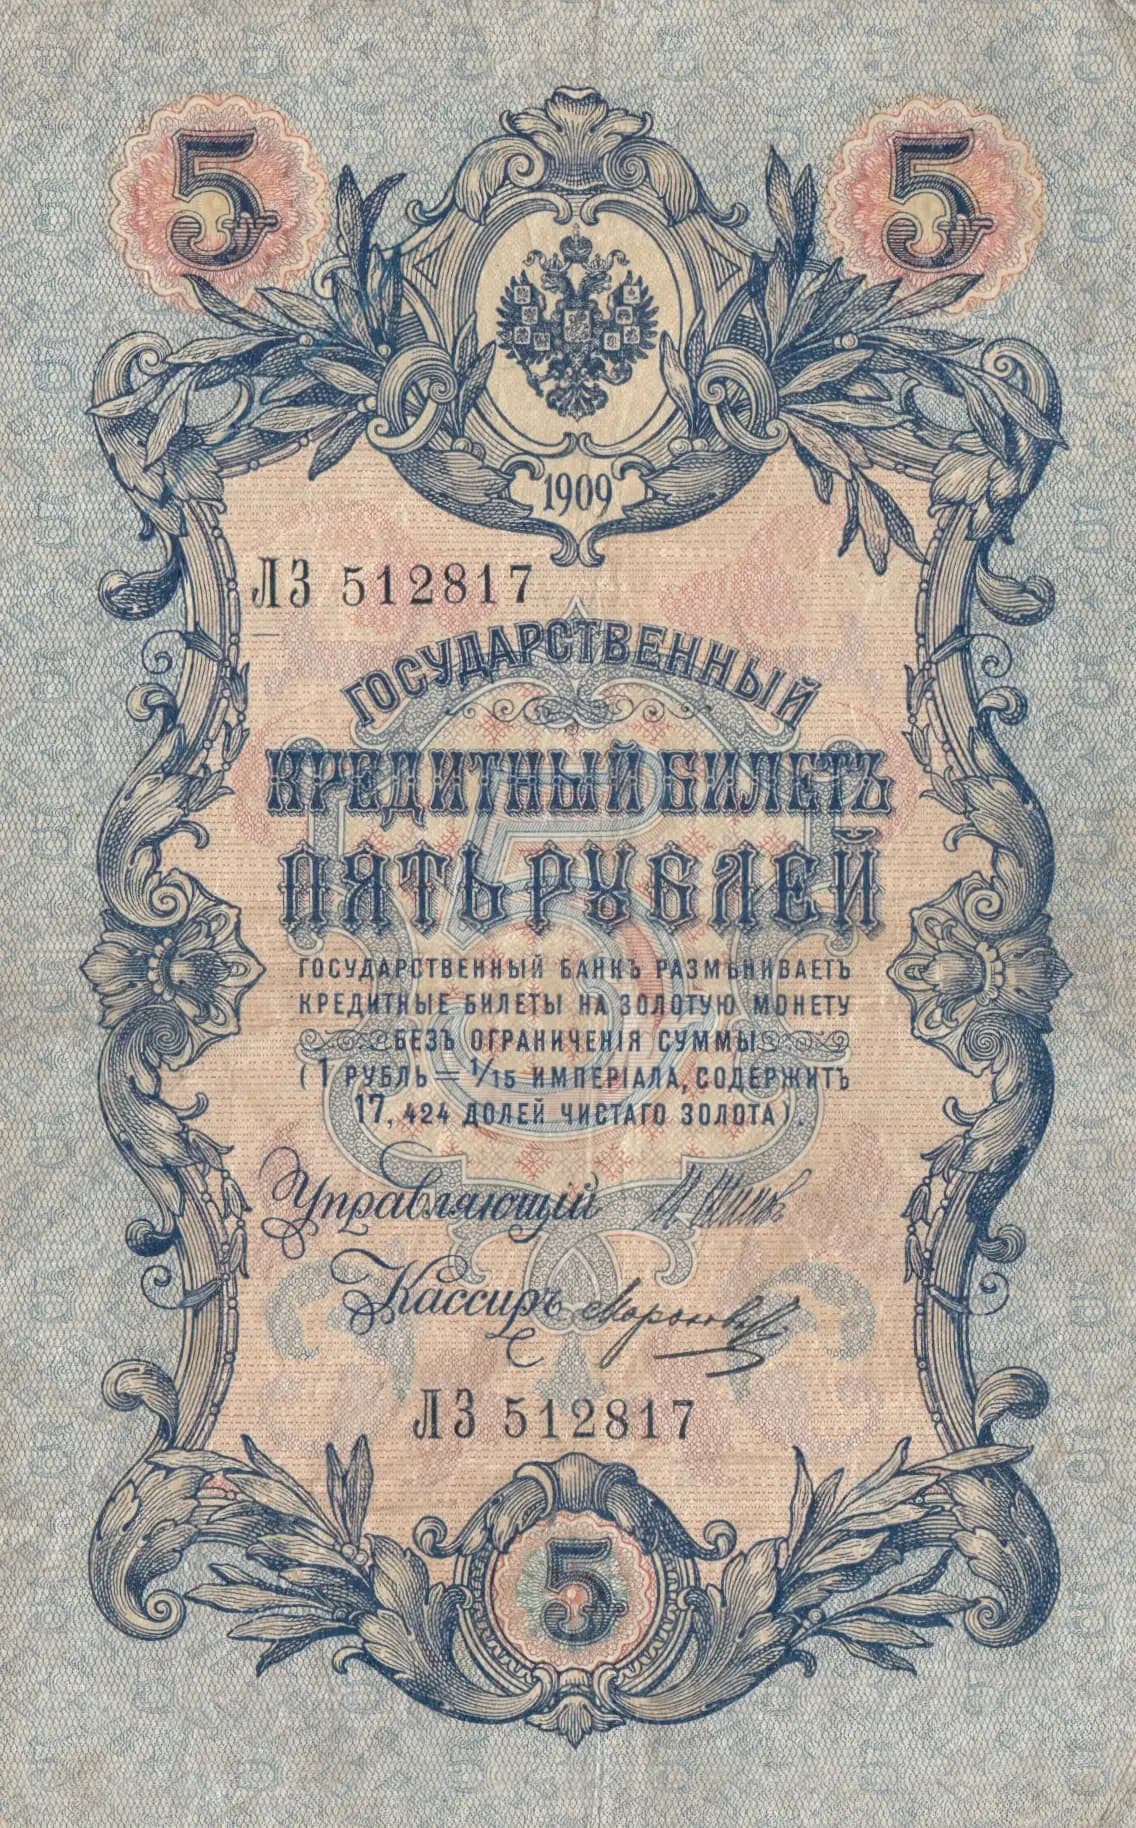 5 5
1909
ЛЗ 512817
ГОСУДАРСТВЕННЫЙ
КРЕДИТНЫЙ БИЛЕТЪ
ПЯТЬ РУБЛЕЙ
ГОСУДАРСТВЕННЫЙ БАНКЪ РАЗМѢНИВАЕТЪ
КРЕДИТНЫЕ БИЛЕТЫ НА ЗОЛОТУЮ МОНЕТУ
БЕЗЪ ОГРАНИЧЕНІЯ СУММЫ
(1 РУБЛЬ = 1/15 ИМПЕРІАЛА, СОДЕРЖИТЪ
17,424 ДОЛЕЙ ЧИСТАГО ЗОЛОТА).
Управляющій
Кассиръ
ЛЗ 512817
5